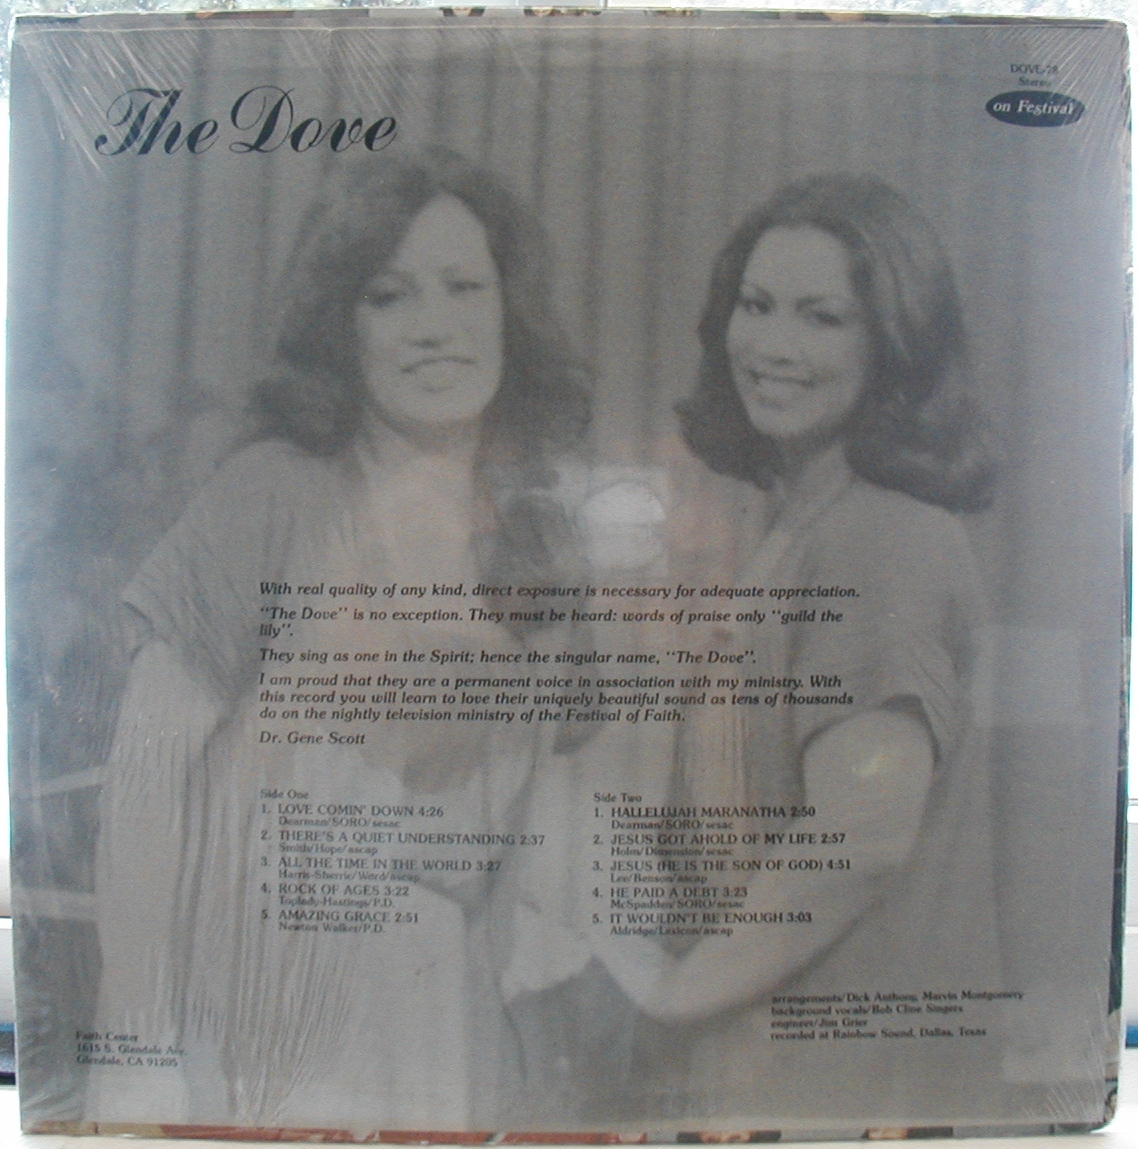 The Dove
DOVE-78
Stereo
on Festival
With real quality of any kind, direct exposure is necessary for adequate appreciation.
"The Dove" is no exception. They must be heard: words of praise only "guild the
lily".
They sing as one in the Spirit; hence the singular name, "The Dove".
I am proud that they are a permanent voice in association with my ministry. With
this record you will learn to love their uniquely beautiful sound as tens of thousands
do on the nightly television ministry of the Festival of Faith.
Dr. Gene Scott
Side One
1. LOVE COMIN' DOWN 4:26
Dearman/SORO/sesac
2. THERE'S A QUIET UNDERSTANDING 2:37
Smith/Hope/ascap
3. ALL THE TIME IN THE WORLD 3:27
Harris-Sherrie/Word/ascap
4. ROCK OF AGES 3:22
Toplady-Hastings/P.D.
5. AMAZING GRACE 2:51
Newton Walker/P.D.
Side Two
1. HALLELUJAH MARANATHA 2:50
Dearman/SORO/sesac
2. JESUS GOT AHOLD OF MY LIFE 2:57
Holm/Dimension/sesac
3. JESUS (HE IS THE SON OF GOD) 4:51
Lee/Benson/ascap
4. HE PAID A DEBT 3:23
McSpadden/SORO/sesac
5. IT WOULDN'T BE ENOUGH 3:03
Aldridge/Lexicon/ascap
arrangements/Dick Anthony, Marvin Montgomery
background vocals/Bob Cline Singers
engineer/Jim Grier
recorded at Rainbow Sound, Dallas, Texas
Faith Center
1615 S. Glendale Ave.
Glendale, CA 91205